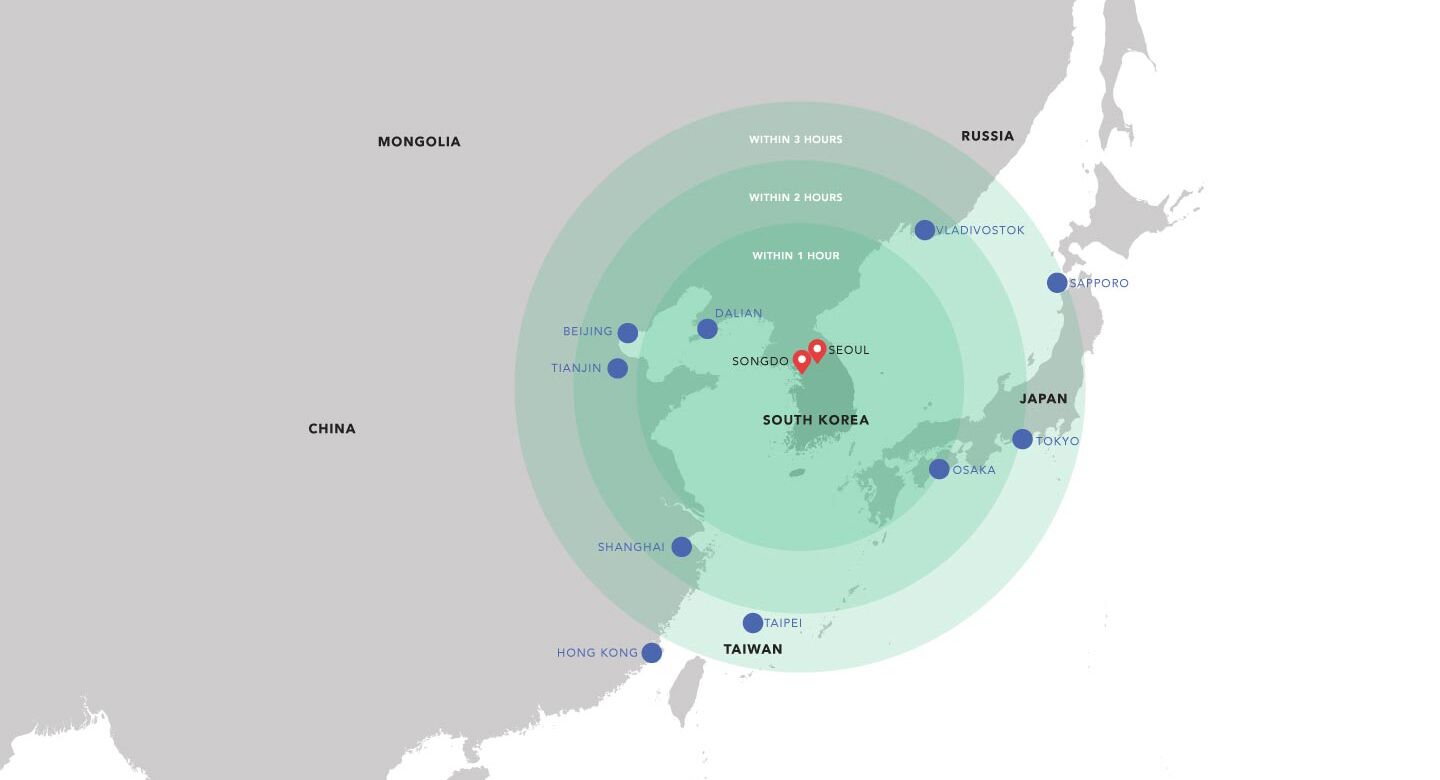 WITHIN 3 HOURS
RUSSIA
MONGOLIA
WITHIN 2 HOURS
VLADIVOSTOK
WITHIN 1 HOUR
SAPPORO
DALIAN
BEIJING
SEOUL
SONGDO
TIANJIN
JAPAN
SOUTH KOREA
CHINA
TOKYO
OSAKA
SHANGHAI
TAIPEI
TAIWAN
HONG KONG